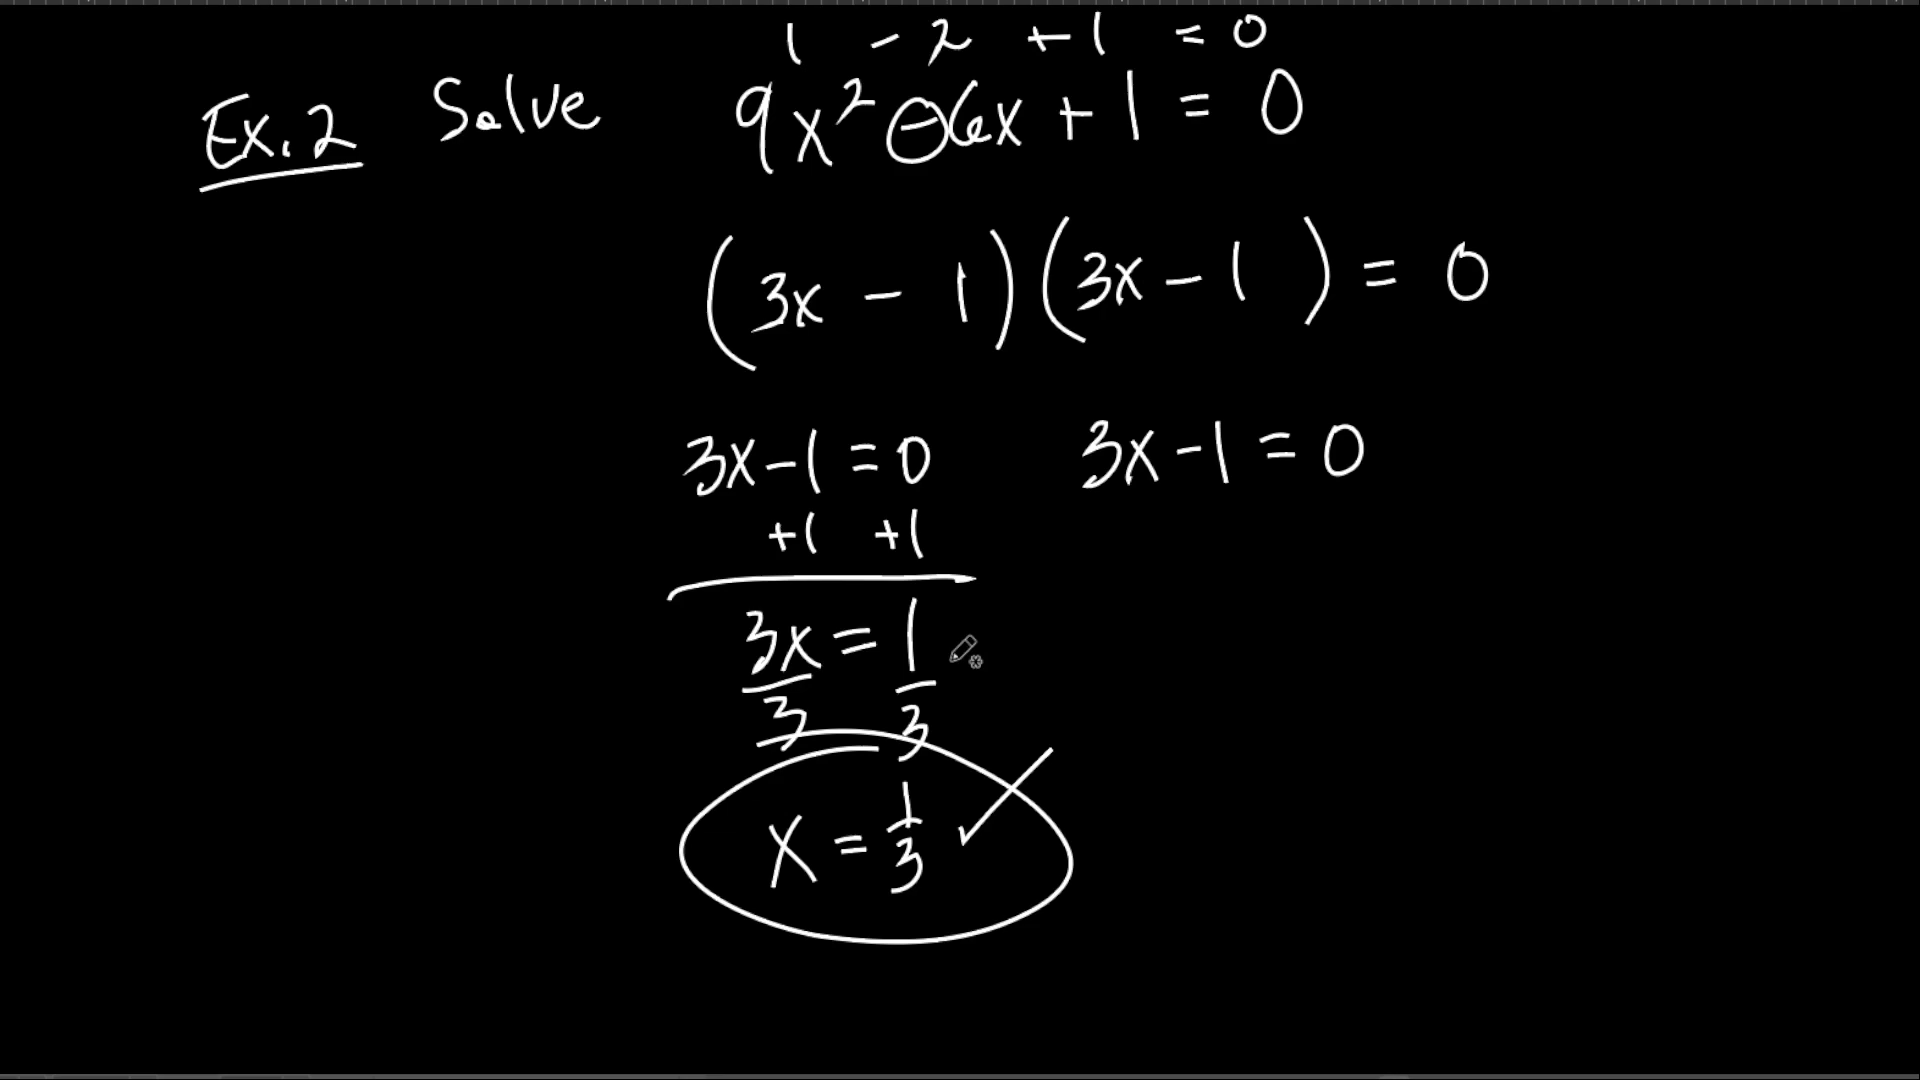 1 - 2 + 1 = 0
Ex. 2 Solve 9x² - 6x + 1 = 0
(3x - 1)(3x - 1) = 0
3x - 1 = 0 3x - 1 = 0
+1 +1
3x = 1
3 3
x = 1/3 ✓